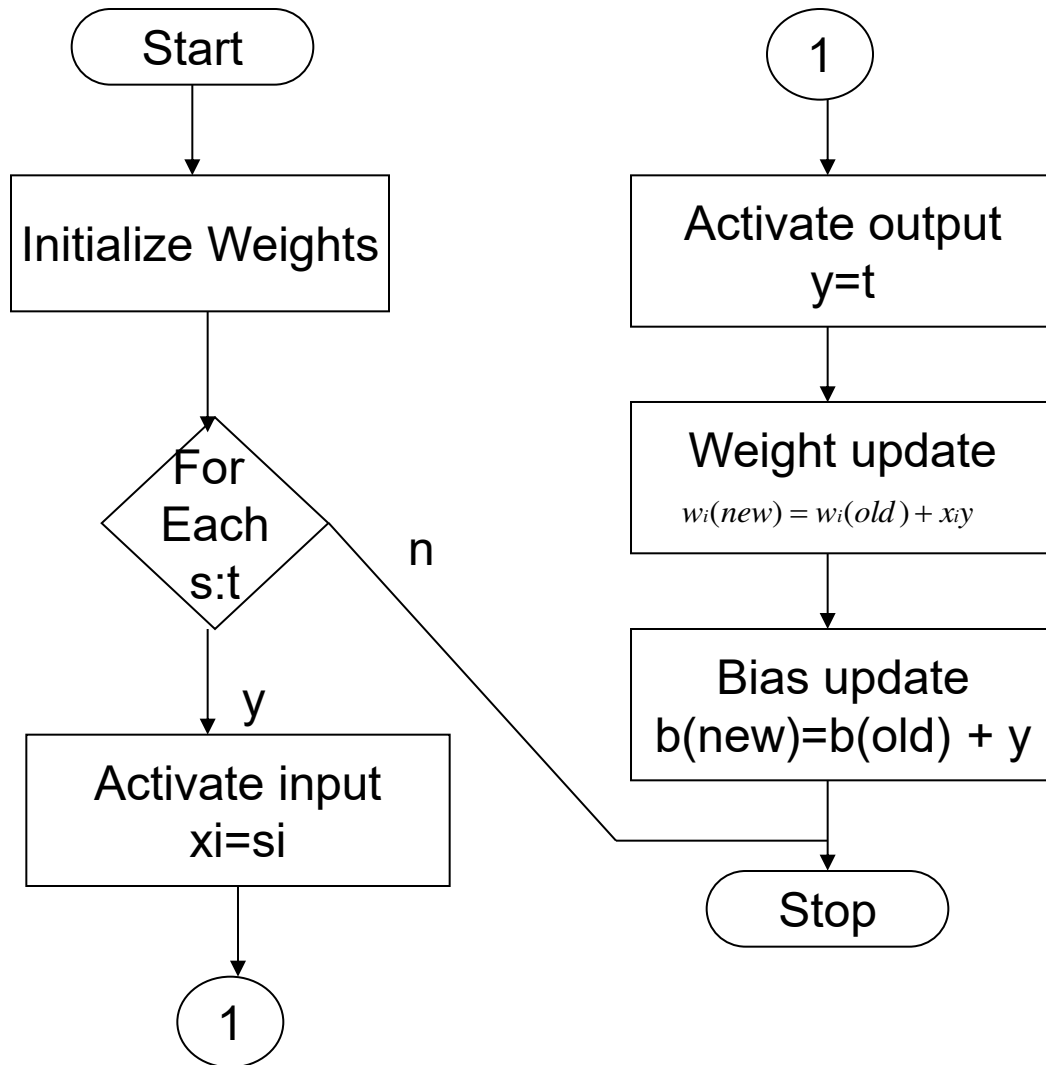 Start
Initialize Weights
For
Each
s:t
n
y
Activate input
xi=si
1
1
Activate output
y=t
Weight update
wᵢ(new) = wᵢ(old) + xᵢy
Bias update
b(new)=b(old) + y
Stop